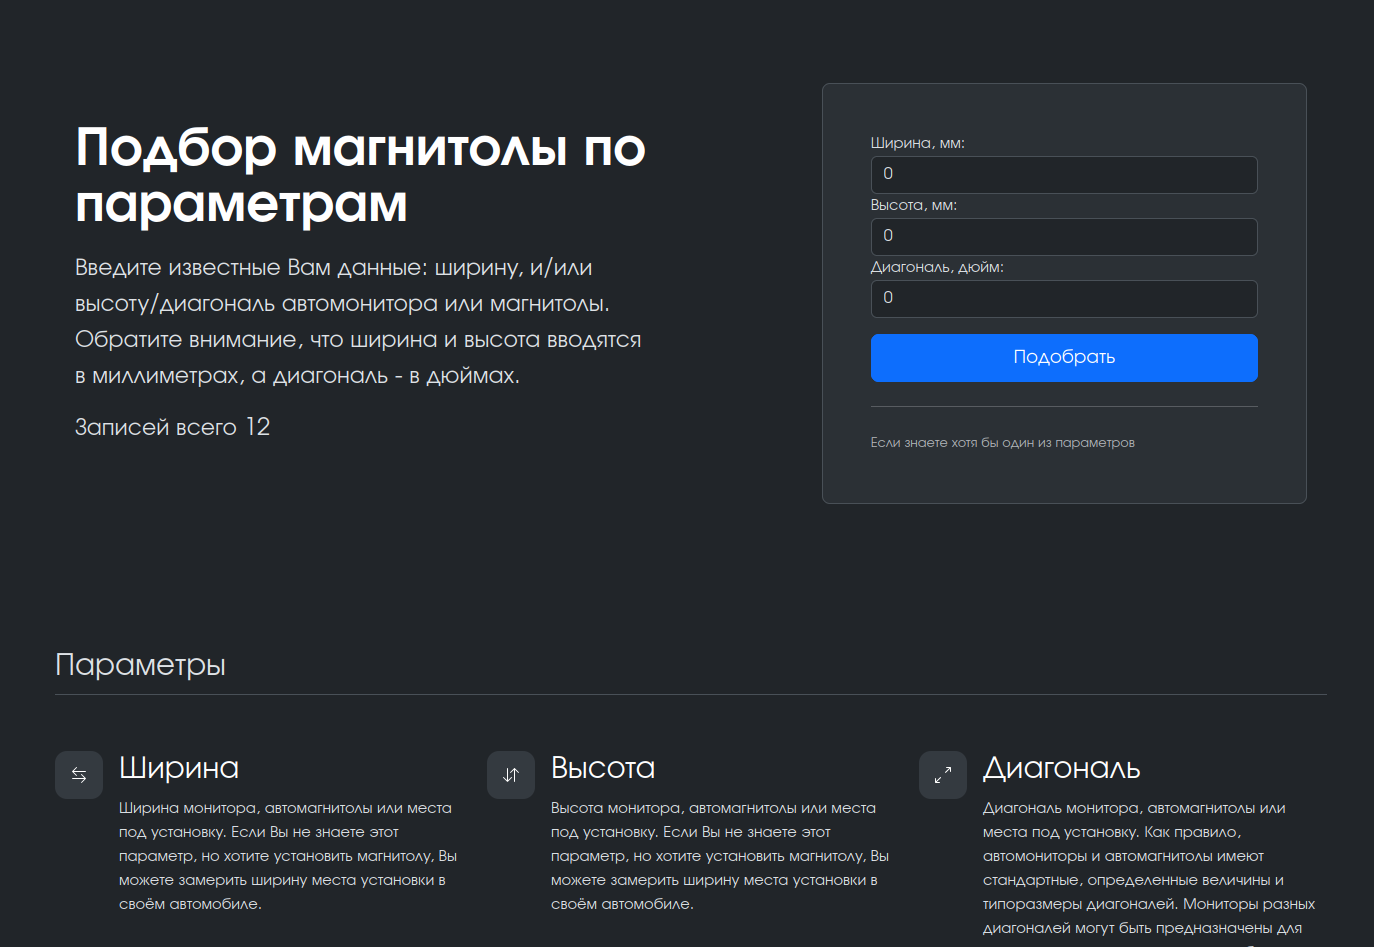 Подбор магнитолы по
параметрам
Введите известные Вам данные: ширину, и/или
высоту/диагональ автомонитора или магнитолы.
Обратите внимание, что ширина и высота вводятся
в миллиметрах, а диагональ - в дюймах.
Записей всего 12
Ширина, мм:
0
Высота, мм:
0
Диагональ, дюйм:
0
Подобрать
Если знаете хотя бы один из параметров
Параметры
Ширина
Ширина монитора, автомагнитолы или места
под установку. Если Вы не знаете этот
параметр, но хотите установить магнитолу, Вы
можете замерить ширину места установки в
своём автомобиле.
Высота
Высота монитора, автомагнитолы или места
под установку. Если Вы не знаете этот
параметр, но хотите установить магнитолу, Вы
можете замерить ширину места установки в
своём автомобиле.
Диагональ
Диагональ монитора, автомагнитолы или
места под установку. Как правило,
автомониторы и автомагнитолы имеют
стандартные, определенные величины и
типоразмеры диагоналей. Мониторы разных
диагоналей могут быть предназначены для